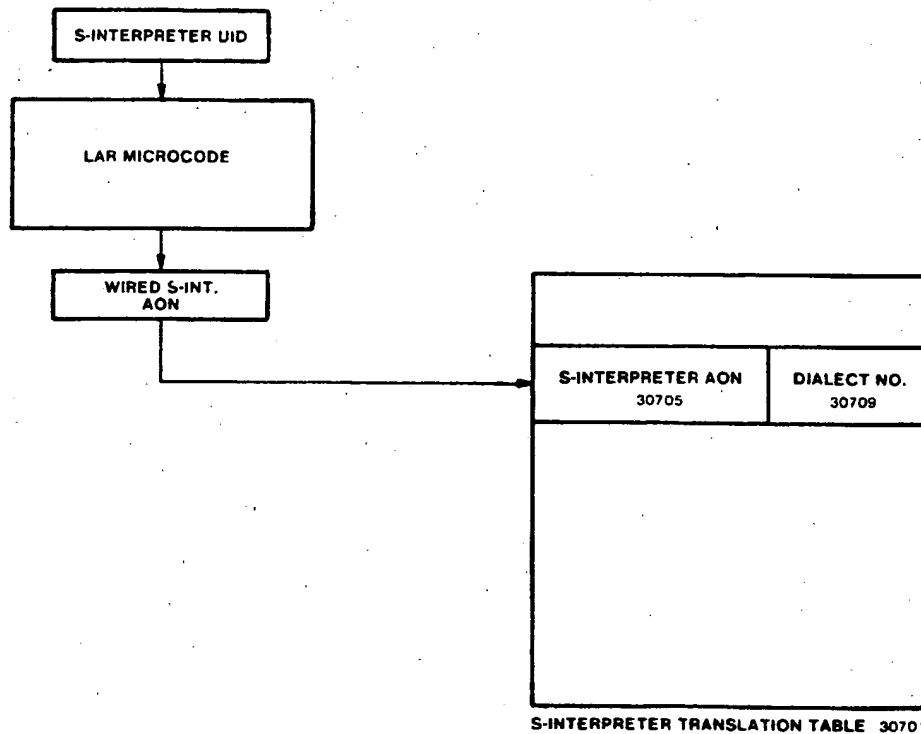 S-INTERPRETER UID
LAR MICROCODE
WIRED S-INT.
AON
S-INTERPRETER AON
30705
DIALECT NO.
30709
S-INTERPRETER TRANSLATION TABLE